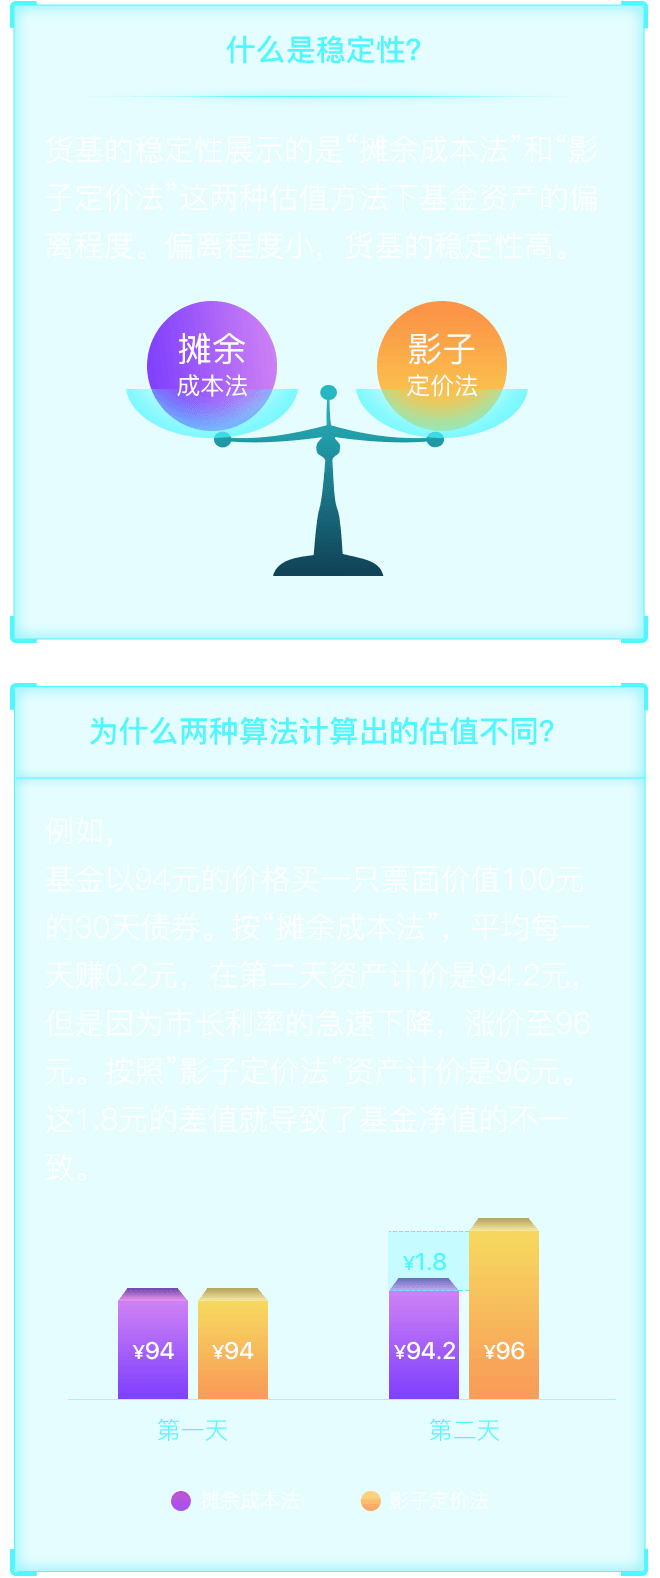 什么是稳定性?
货基的稳定性展示的是“摊余成本法”和“影
子定价法”这两种估值方法下基金资产的偏
离程度。偏离程度小，货基的稳定性高。
摊余
成本法
影子
定价法
为什么两种算法计算出的估值不同?
例如，
基金以94元的价格买一只票面价值100元
的30天债券。按“摊余成本法”，平均每一
天赚0.2元，在第二天资产计价是94.2元，
但是因为市长利率的急速下降，涨价至96
元。按照”影子定价法“资产计价是96元。
这1.8元的差值就导致了基金净值的不一
致。
¥1.8
¥94
¥94
¥94.2
¥96
第一天
第二天
摊余成本法
影子定价法